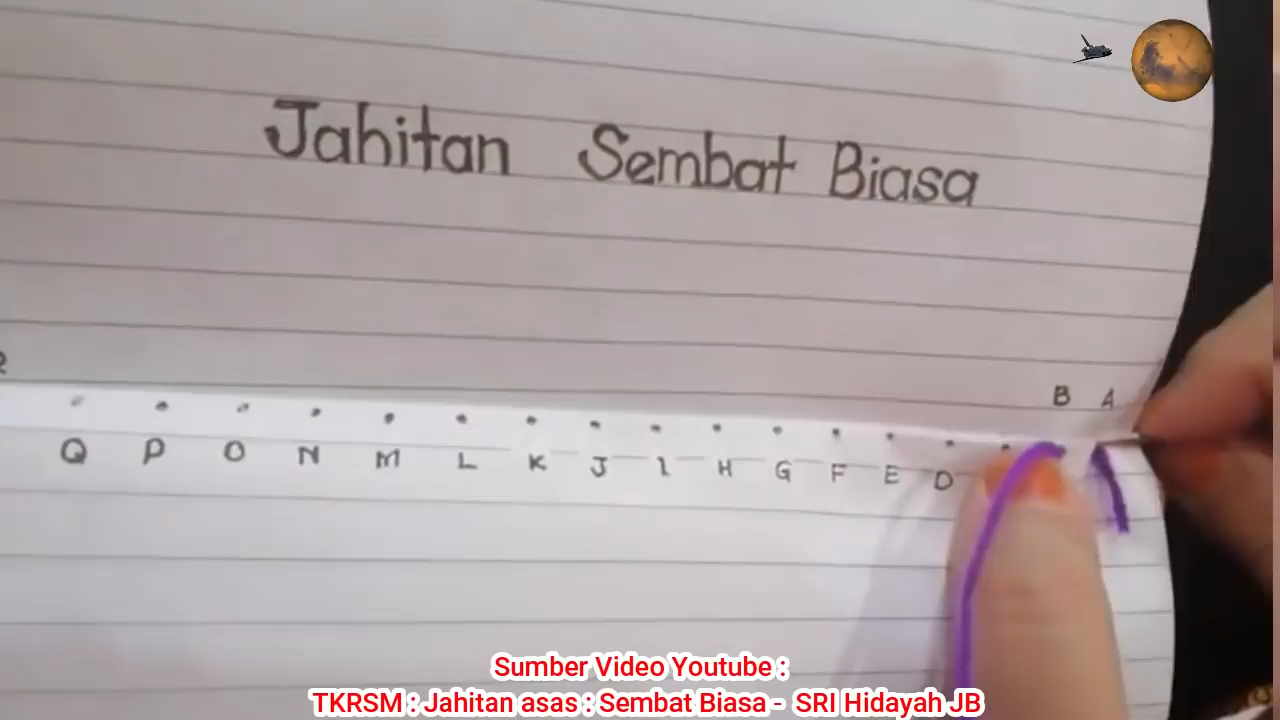 Jahitan Sembat Biasa
B A
Q P O N M L K J I H G F E D
Sumber Video Youtube :
TKRSM : Jahitan asas : Sembat Biasa - SRI Hidayah JB